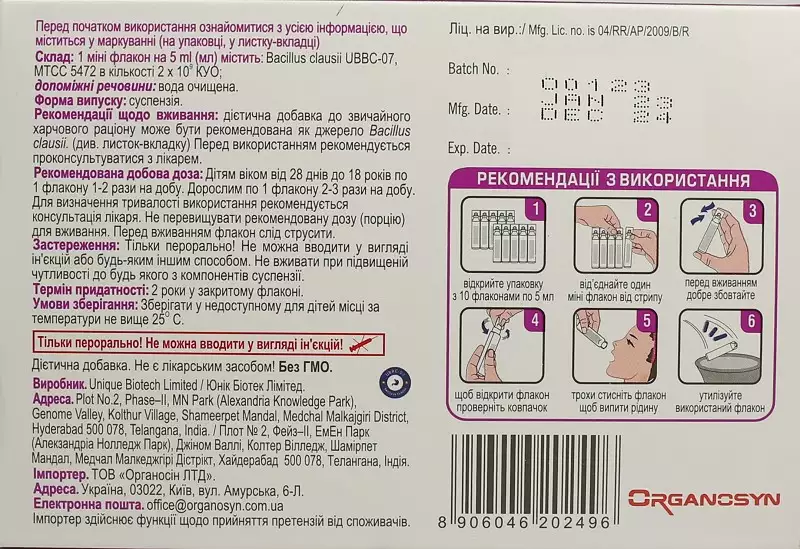 Перед початком використання ознайомитися з усією інформацією, що
міститься у маркуванні (на упаковці, у листку-вкладці)
Склад: 1 міні флакон на 5 ml (мл) містить: Bacillus clausii UBBC-07,
МТСС 5472 в кількості 2 x 10⁹ КУО;
допоміжні речовини: вода очищена.
Форма випуску: суспензія.
Рекомендації щодо вживання: дієтична добавка до звичайного
харчового раціону може бути рекомендована як джерело Bacillus
clausii. (див. листок-вкладку) Перед використанням рекомендується
проконсультуватися з лікарем.
Рекомендована добова доза: Дітям віком від 28 днів до 18 років по
1 флакону 1-2 рази на добу. Дорослим по 1 флакону 2-3 рази на добу.
Для визначення тривалості використання рекомендується
консультація лікаря. Не перевищувати рекомендовану дозу (порцію)
для вживання. Перед вживанням флакон слід струсити.
Застереження: Тільки перорально! Не можна вводити у вигляді
ін'єкцій або будь-яким іншим способом. Не вживати при підвищеній
чутливості до будь якого з компонентів суспензії.
Термін придатності: 2 роки у закритому флаконі.
Умови зберігання: Зберігати у недоступному для дітей місці за
температури не вище 25° С.
Тільки перорально! Не можна вводити у вигляді ін'єкцій!
Дієтична добавка. Не є лікарським засобом! Без ГМО.
Виробник. Unique Biotech Limited / Юнік Біотек Лімітед.
Адреса. Plot No.2, Phase–II, MN Park (Alexandria Knowledge Park),
Genome Valley, Kolthur Village, Shameerpet Mandal, Medchal Malkajgiri District,
Hyderabad 500 078, Telangana, India. / Плот № 2, Фейз–II, ЕмЕн Парк
(Алекзандріа Нолледж Парк), Джіном Валлі, Колтер Вілледж, Шамірпет
Мандал, Медчал Малкеджгірі Дістрікт, Хайдерабад 500 078, Телангана, Індія.
Імпортер. ТОВ «Органосін ЛТД».
Адреса. Україна, 03022, Київ, вул. Амурська, 6-Л.
Електронна пошта. office@organosyn.com.ua
Імпортер здійснює функції щодо прийняття претензій від споживачів.
Ліц. на вир.:/ Mfg. Lic. no. is 04/RR/AP/2009/B/R
Batch No. : 00123
Mfg. Date. : JAN 23
DEC 24
Exp. Date. :
РЕКОМЕНДАЦІЇ З ВИКОРИСТАННЯ
1
відкрийте упаковку
з 10 флаконами по 5 мл
2
від'єднайте один
міні флакон від стрипу
3
перед вживанням
добре збовтайте
4
щоб відкрити флакон
проверніть ковпачок
5
трохи стисніть флакон
щоб випити рідину
6
утилізуйте
використаний флакон
8 906046 202496
ORGANOSYN